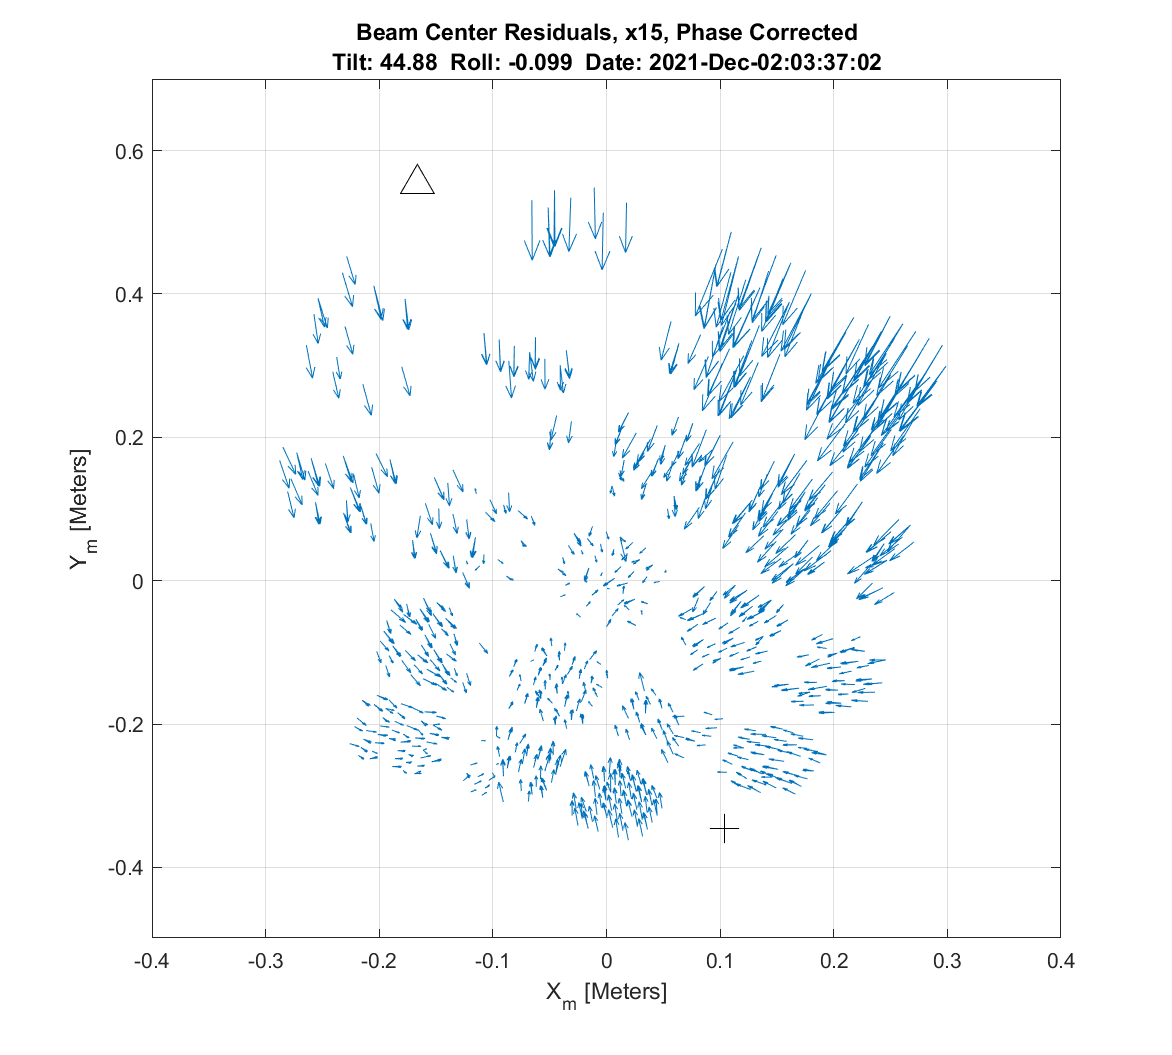 Beam Center Residuals, x15, Phase Corrected
Tilt: 44.88  Roll: -0.099  Date: 2021-Dec-02:03:37:02
0.6
0.4
0.2
0
-0.2
-0.4
Y_m [Meters]
-0.4 -0.3 -0.2 -0.1 0 0.1 0.2 0.3 0.4
X_m [Meters]